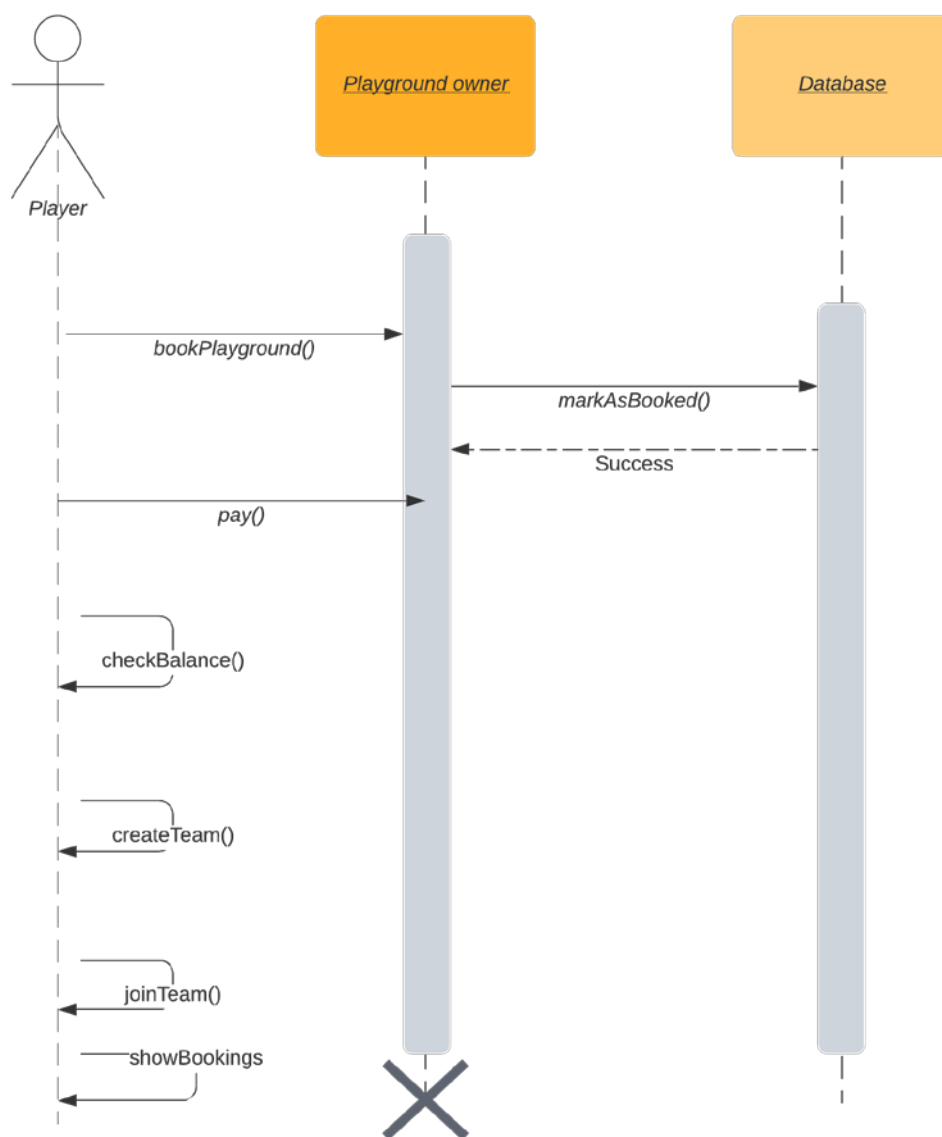 Playground owner
Database
Player
bookPlayground()
markAsBooked()
Success
pay()
checkBalance()
createTeam()
joinTeam()
showBookings